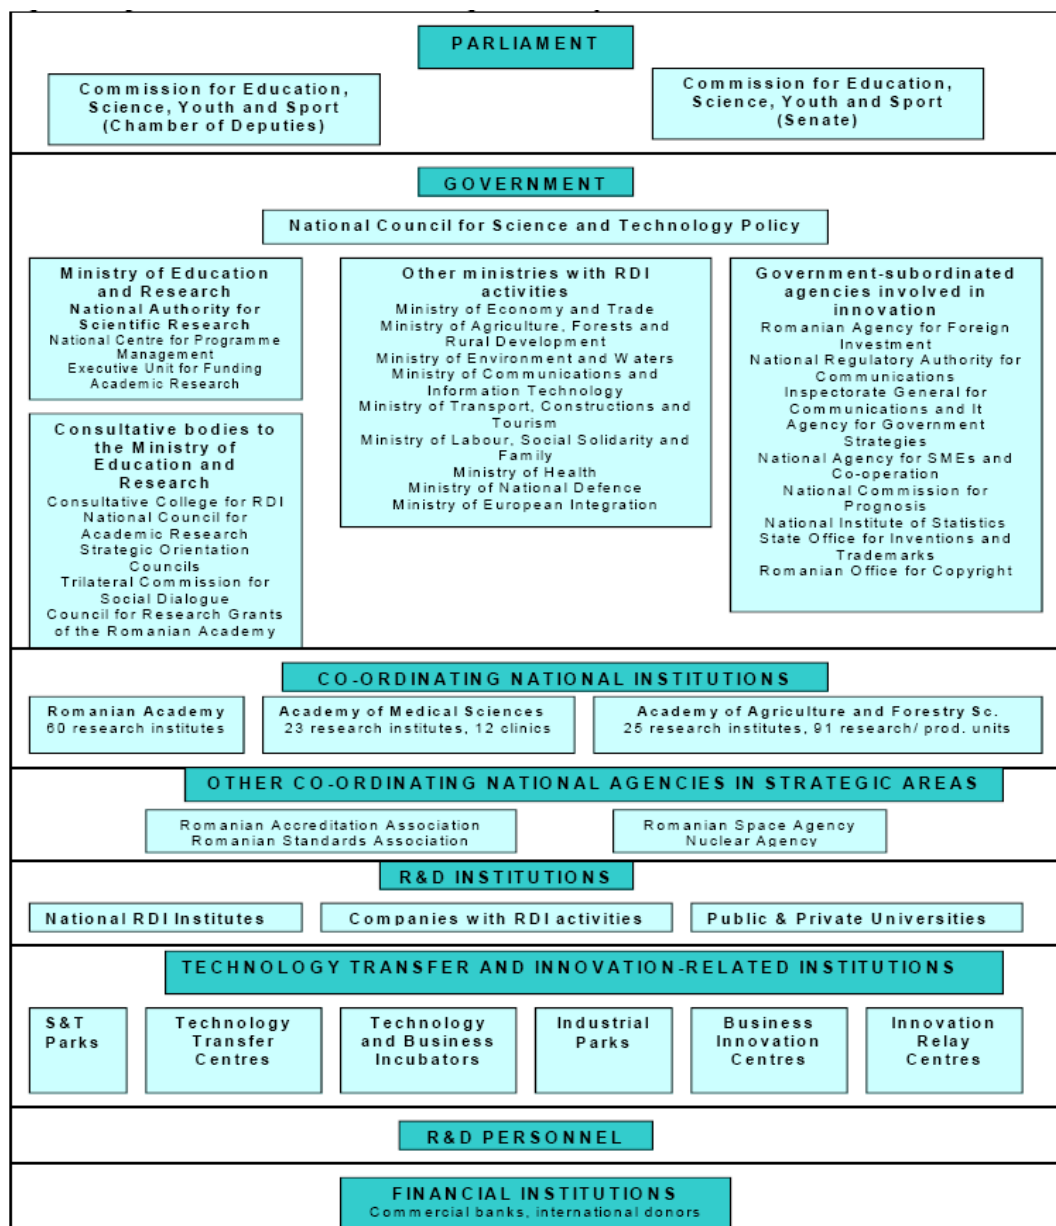 PARLIAMENT
Commission for Education,
Science, Youth and Sport
(Chamber of Deputies)
Commission for Education,
Science, Youth and Sport
(Senate)
GOVERNMENT
National Council for Science and Technology Policy
Ministry of Education
and Research
National Authority for
Scientific Research
National Centre for Programme
Management
Executive Unit for Funding
Academic Research
Consultative bodies to
the Ministry of
Education and
Research
Consultative College for RDI
National Council for
Academic Research
Strategic Orientation
Councils
Trilateral Commission for
Social Dialogue
Council for Research Grants
of the Romanian Academy
Other ministries with RDI
activities
Ministry of Economy and Trade
Ministry of Agriculture, Forests and
Rural Development
Ministry of Environment and Waters
Ministry of Communications and
Information Technology
Ministry of Transport, Constructions and
Tourism
Ministry of Labour, Social Solidarity and
Family
Ministry of Health
Ministry of National Defence
Ministry of European Integration
Government-subordinated
agencies involved in
innovation
Romanian Agency for Foreign
Investment
National Regulatory Authority for
Communications
Inspectorate General for
Communications and It
Agency for Government
Strategies
National Agency for SMEs and
Co-operation
National Commission for
Prognosis
National Institute of Statistics
State Office for Inventions and
Trademarks
Romanian Office for Copyright
CO-ORDINATING NATIONAL INSTITUTIONS
Romanian Academy
60 research institutes
Academy of Medical Sciences
23 research institutes, 12 clinics
Academy of Agriculture and Forestry Sc.
25 research institutes, 91 research/ prod. units
OTHER CO-ORDINATING NATIONAL AGENCIES IN STRATEGIC AREAS
Romanian Accreditation Association
Romanian Standards Association
Romanian Space Agency
Nuclear Agency
R&D INSTITUTIONS
National RDI Institutes
Companies with RDI activities
Public & Private Universities
TECHNOLOGY TRANSFER AND INNOVATION-RELATED INSTITUTIONS
S&T
Parks
Technology
Transfer
Centres
Technology
and Business
Incubators
Industrial
Parks
Business
Innovation
Centres
Innovation
Relay
Centres
R&D PERSONNEL
FINANCIAL INSTITUTIONS
Commercial banks, international donors